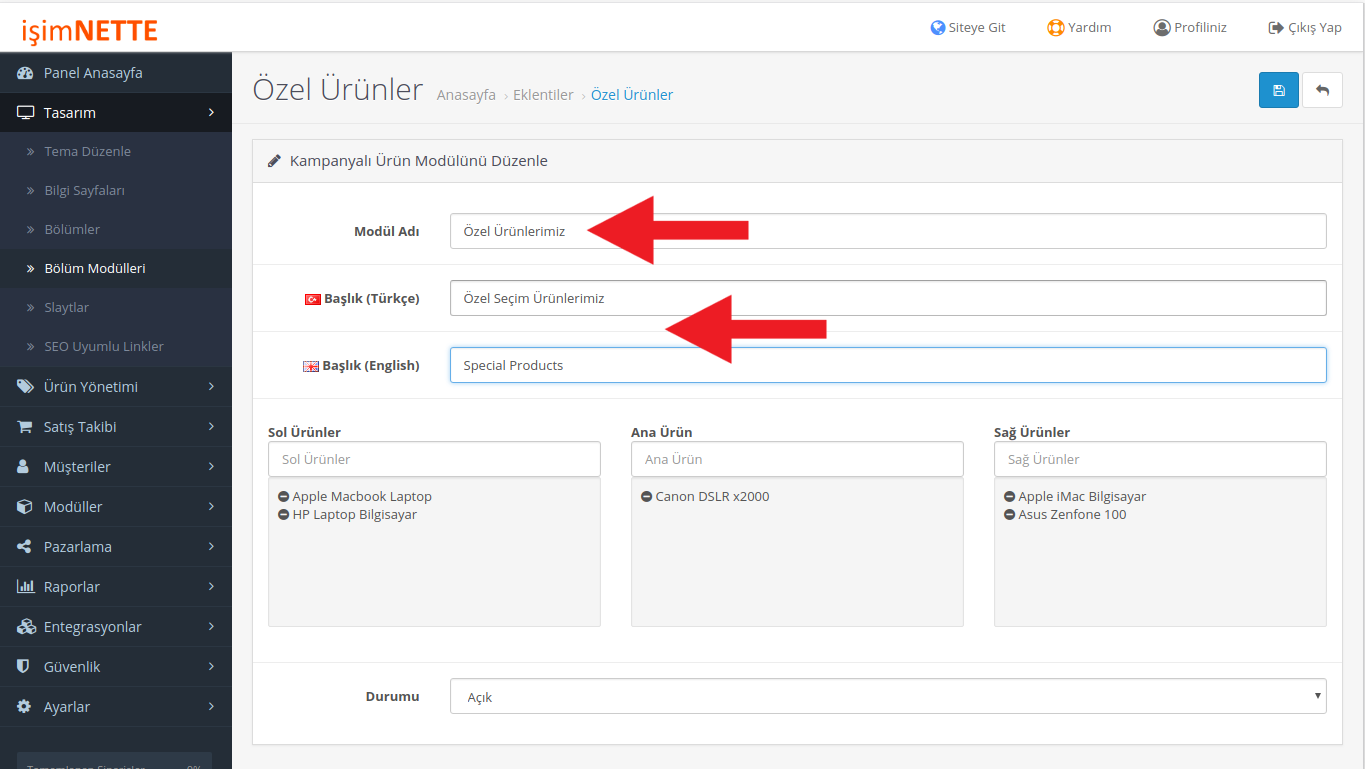 işimNETTE
Siteye Git
Yardım
Profiliniz
Çıkış Yap
Panel Anasayfa
Tasarım
Tema Düzenle
Bilgi Sayfaları
Bölümler
Bölüm Modülleri
Slaytlar
SEO Uyumlu Linkler
Ürün Yönetimi
Satış Takibi
Müşteriler
Modüller
Pazarlama
Raporlar
Entegrasyonlar
Güvenlik
Ayarlar
Özel Ürünler
Anasayfa › Eklentiler › Özel Ürünler
Kampanyalı Ürün Modülünü Düzenle
Modül Adı
Özel Ürünlerimiz
Başlık (Türkçe)
Özel Seçim Ürünlerimiz
Başlık (English)
Special Products
Sol Ürünler
Sol Ürünler
Apple Macbook Laptop
HP Laptop Bilgisayar
Ana Ürün
Ana Ürün
Canon DSLR x2000
Sağ Ürünler
Sağ Ürünler
Apple iMac Bilgisayar
Asus Zenfone 100
Durumu
Açık